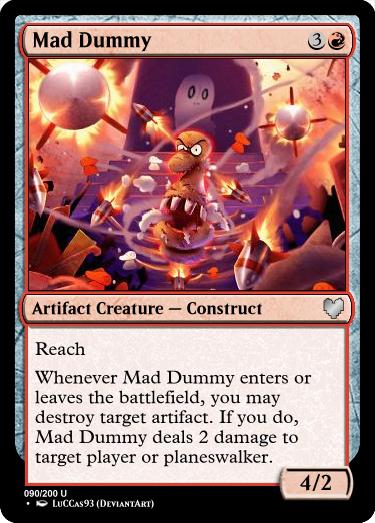 Mad Dummy 3
Artifact Creature — Construct
Reach
Whenever Mad Dummy enters or
leaves the battlefield, you may
destroy target artifact. If you do,
Mad Dummy deals 2 damage to
target player or planeswalker.
4/2
090/200 U
• LuCCas93 (DeviantArt)